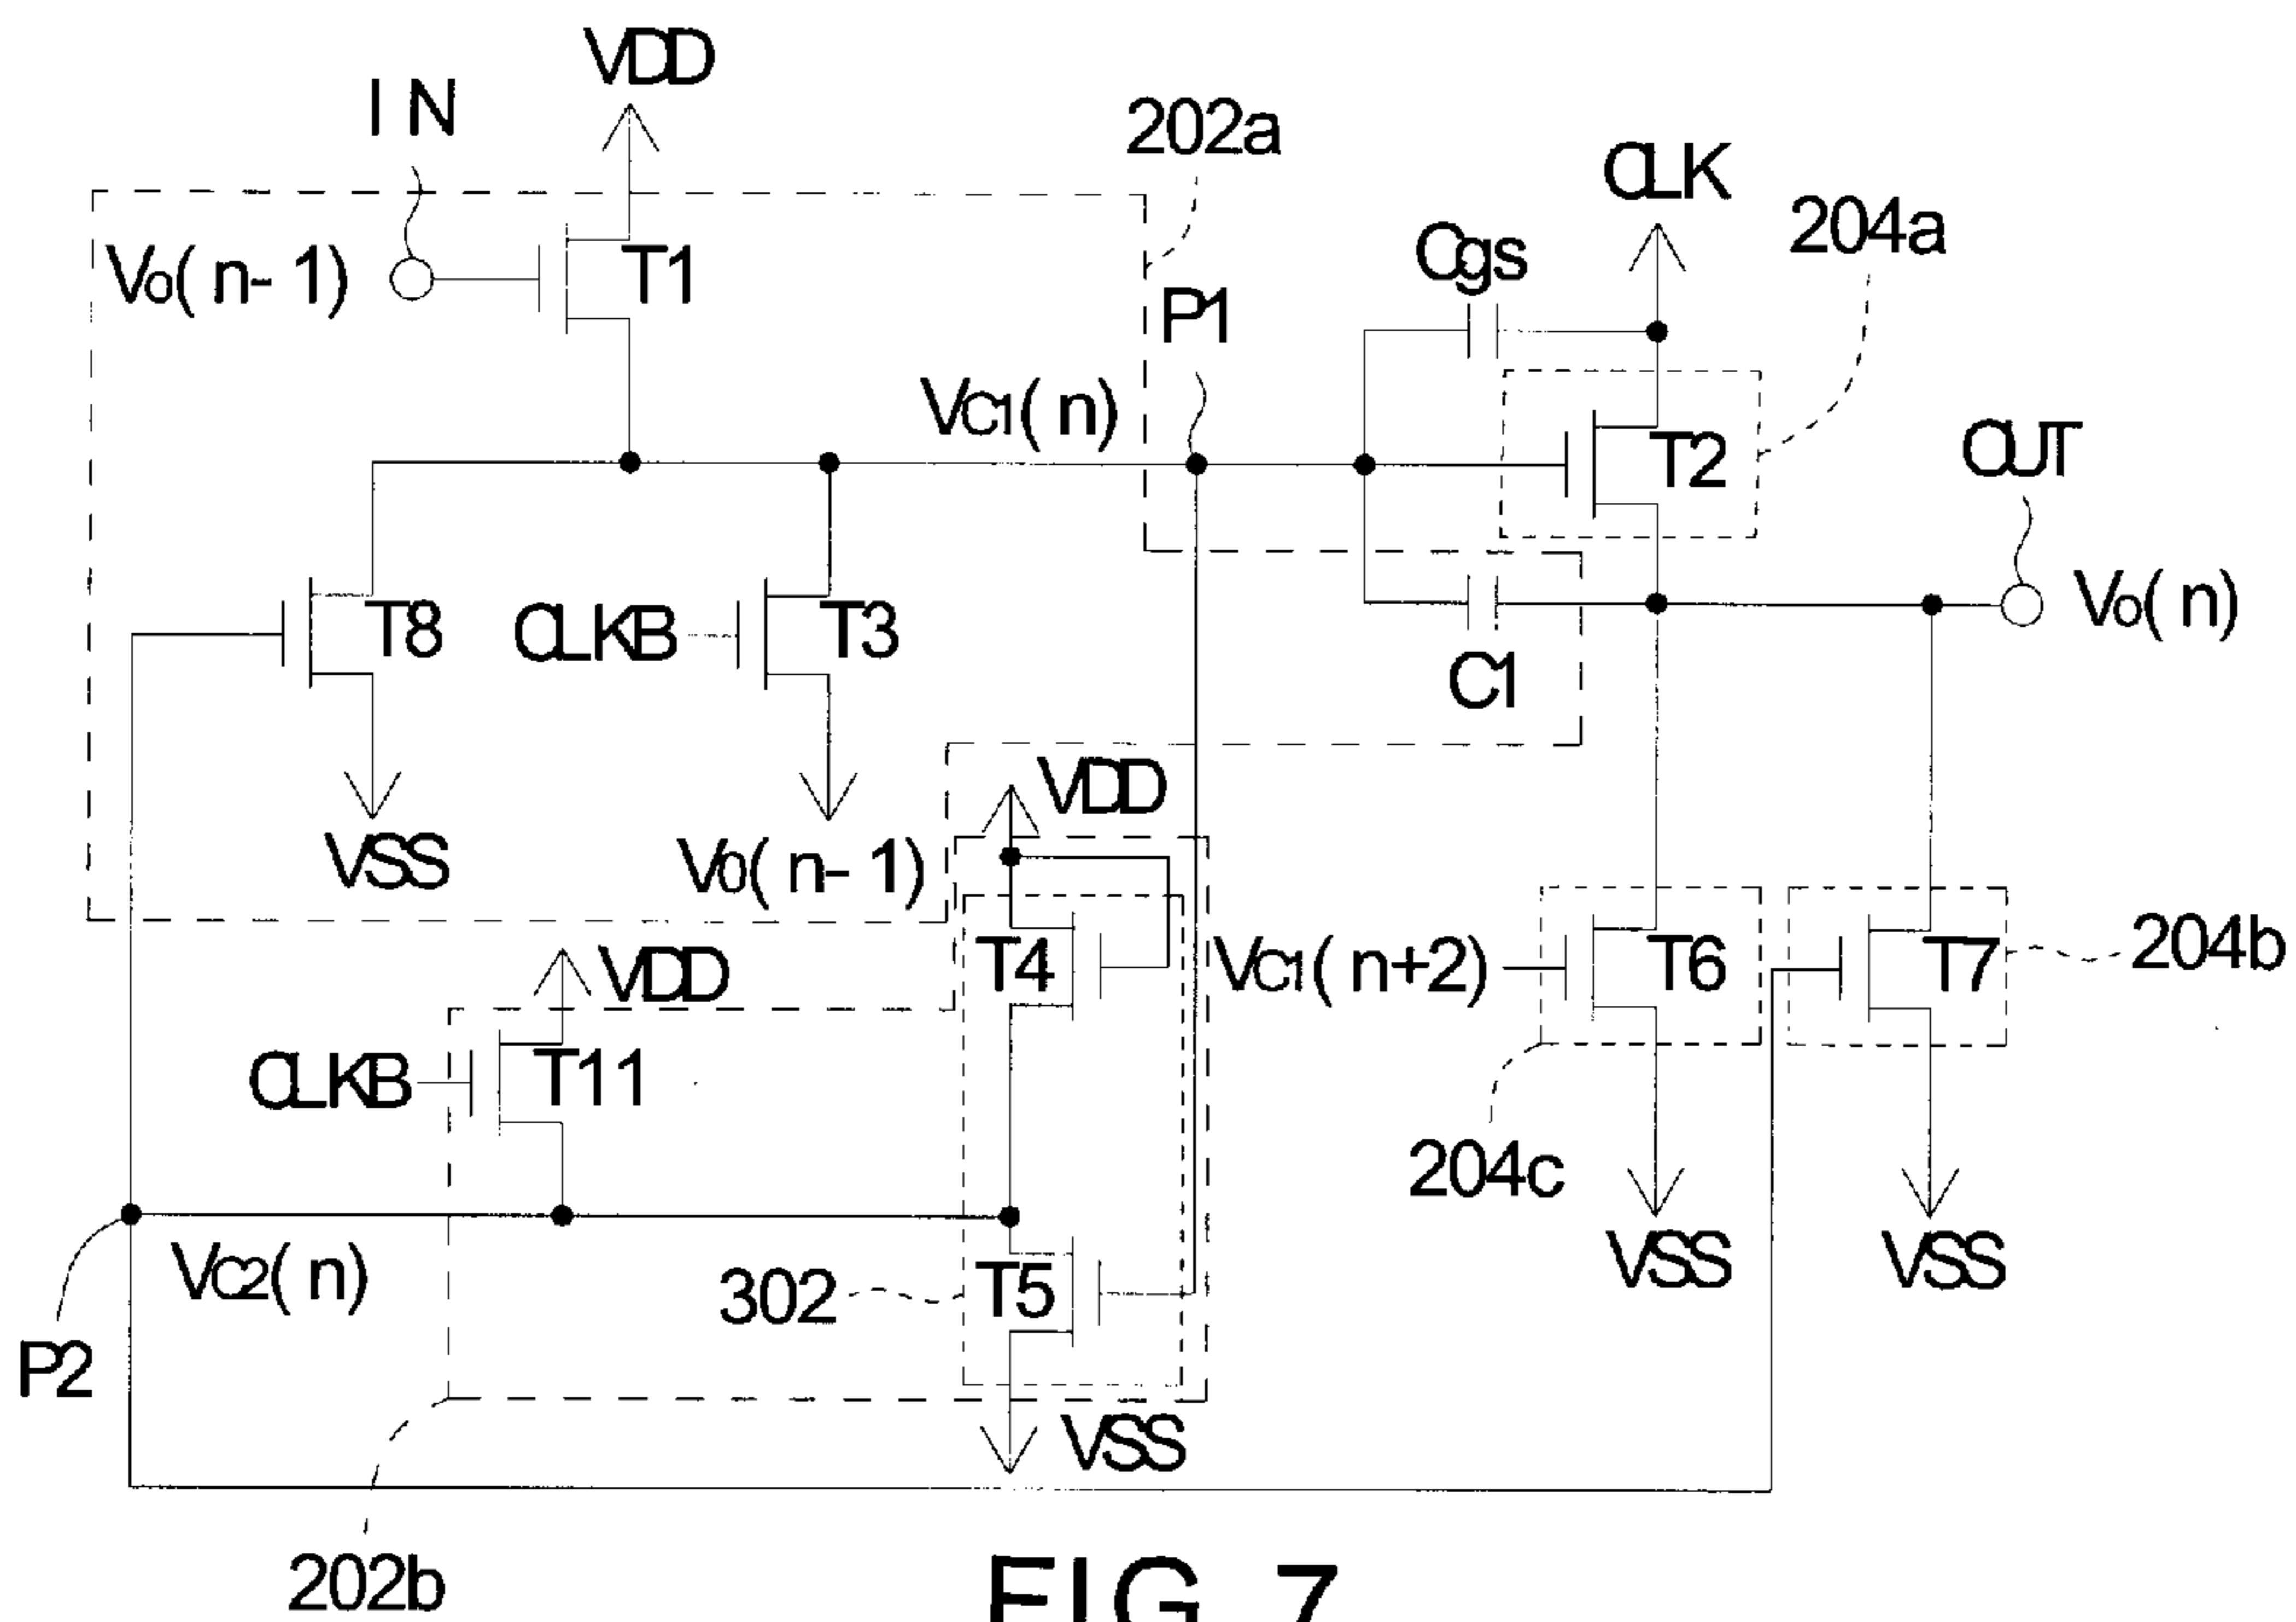 VDD
IN
202a
CLK
204a
Vo(n-1)
T1
Cgs
P1
VC1(n)
T2
OUT
T8
CLKB
T3
Vo(n)
C1
VDD
VSS
V0(n-1)
T4
VC1(n+2)
T6
T7
204b
VDD
CLKB
T11
204c
VSS
VSS
VC2(n)
302
T5
P2
VSS
202b
FIG. 7